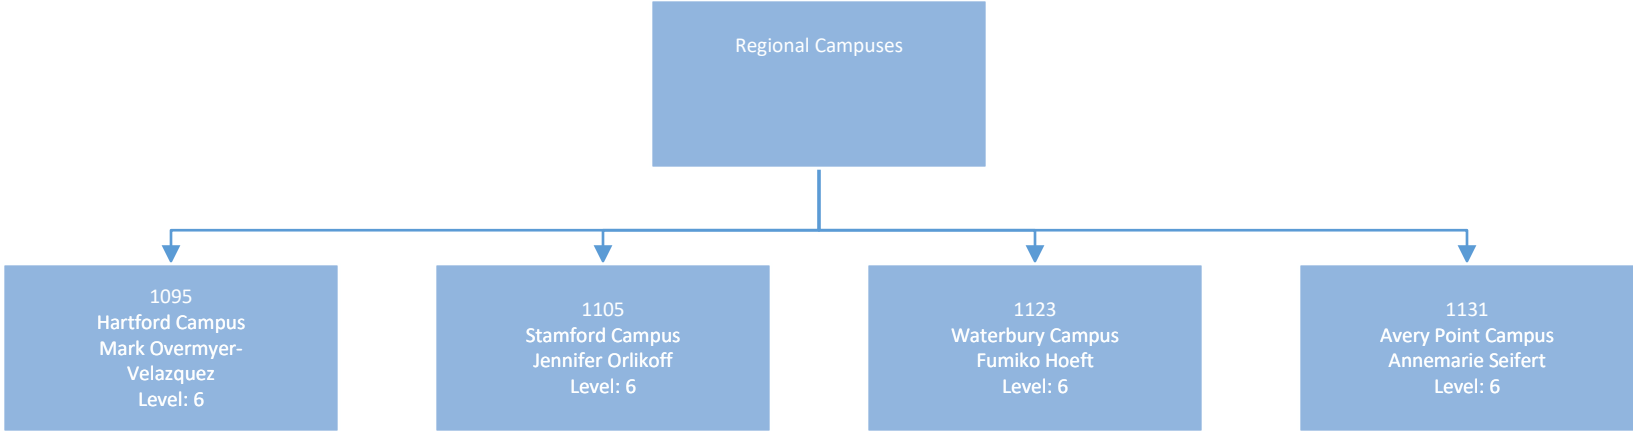 Regional Campuses
1095
Hartford Campus
Mark Overmyer-
Velazquez
Level: 6
1105
Stamford Campus
Jennifer Orlikoff
Level: 6
1123
Waterbury Campus
Fumiko Hoeft
Level: 6
1131
Avery Point Campus
Annemarie Seifert
Level: 6